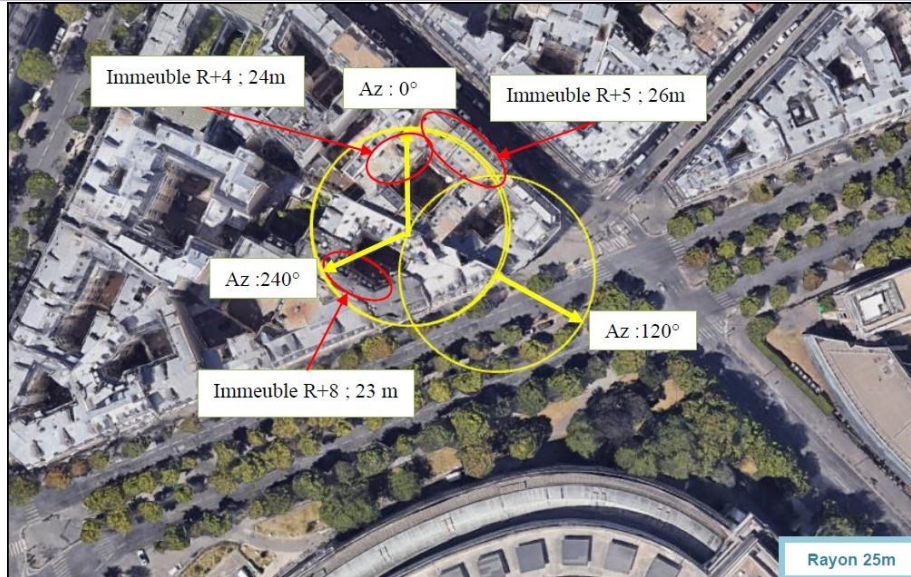 Immeuble R+4 ; 24m
Az : 0°
Immeuble R+5 ; 26m
Az :240°
Az :120°
Immeuble R+8 ; 23 m
Rayon 25m